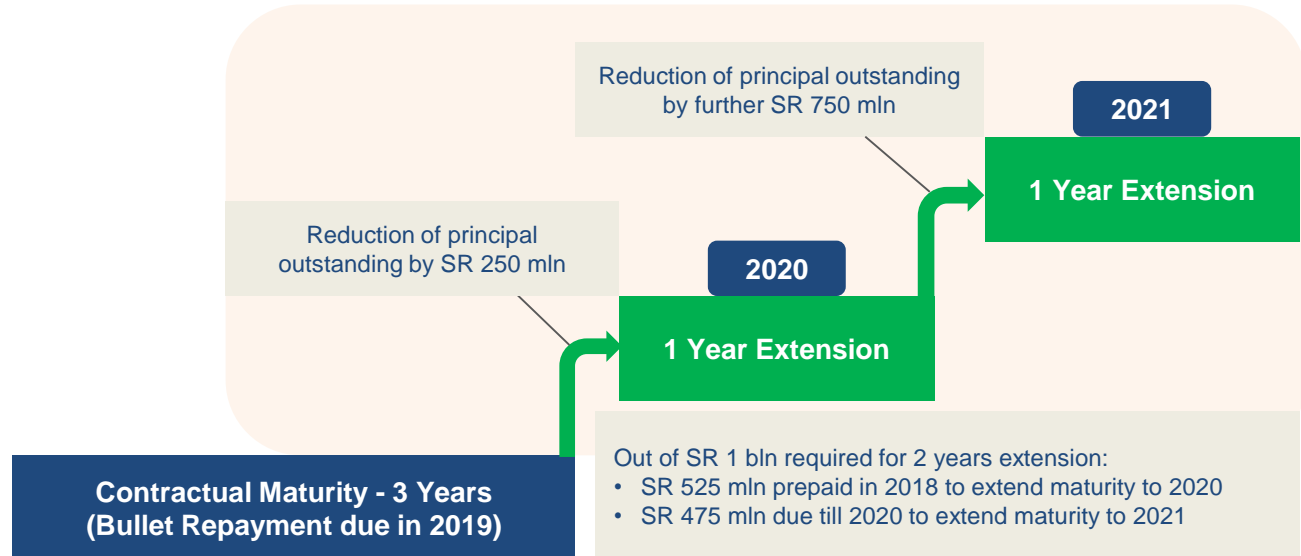 Reduction of principal outstanding
by further SR 750 mln
2021
1 Year Extension
Reduction of principal
outstanding by SR 250 mln
2020
1 Year Extension
Contractual Maturity - 3 Years
(Bullet Repayment due in 2019)
Out of SR 1 bln required for 2 years extension:
• SR 525 mln prepaid in 2018 to extend maturity to 2020
• SR 475 mln due till 2020 to extend maturity to 2021